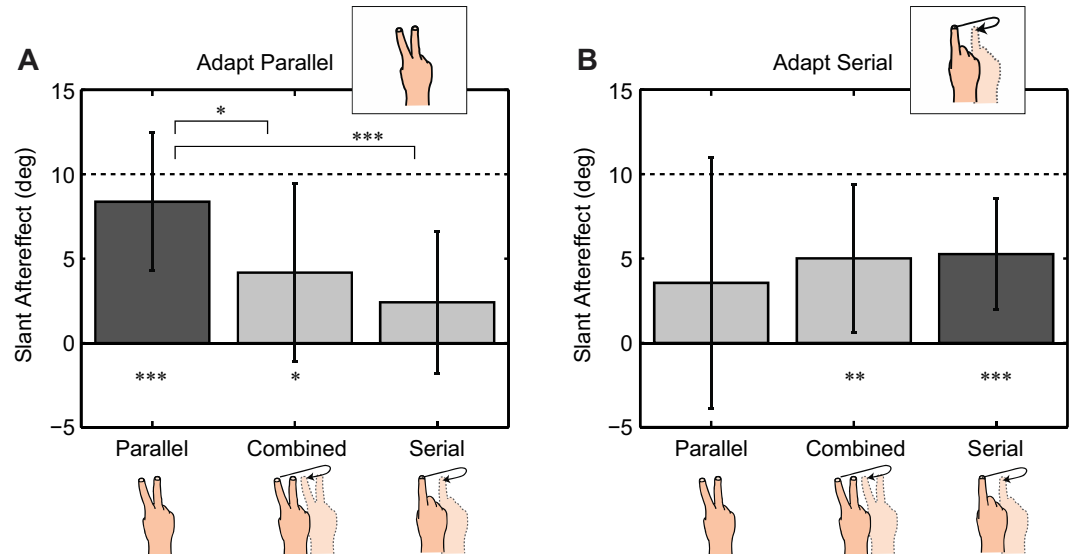 A
Adapt Parallel
Slant Aftereffect (deg)
15
10
5
0
−5
*
***
***
*
Parallel
Combined
Serial
B
Adapt Serial
Slant Aftereffect (deg)
15
10
5
0
−5
**
***
Parallel
Combined
Serial